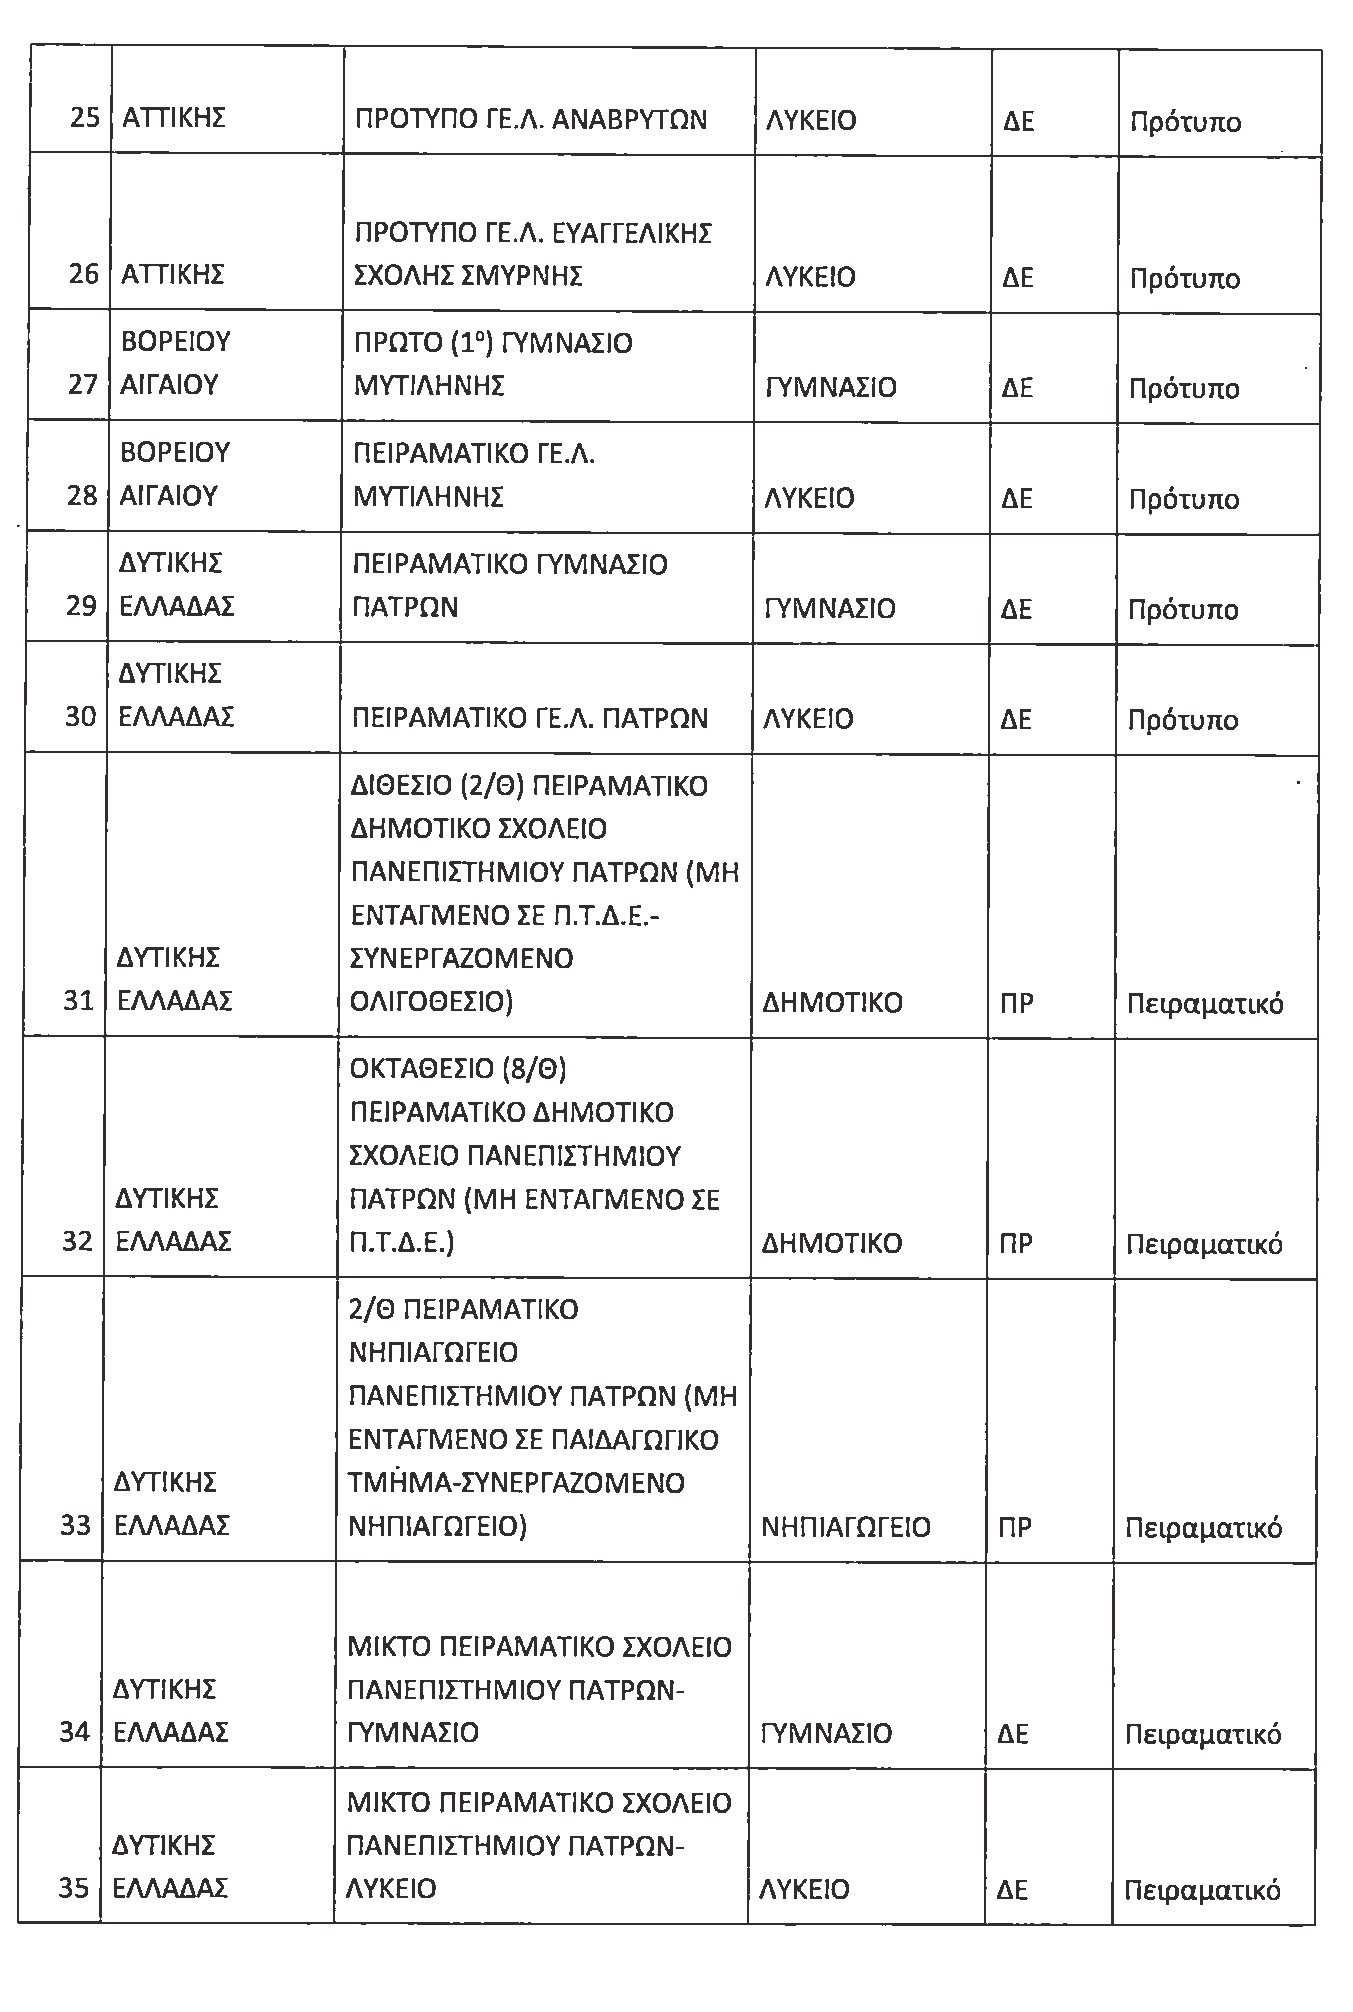 25 ΑΤΤΙΚΗΣ ΠΡΟΤΥΠΟ ΓΕ.Λ. ΑΝΑΒΡΥΤΩΝ ΛΥΚΕΙΟ ΔΕ Πρότυπο
ΠΡΟΤΥΠΟ ΓΕ.Λ. ΕΥΑΓΓΕΛΙΚΗΣ
26 ΑΤΤΙΚΗΣ ΣΧΟΛΗΣ ΣΜΥΡΝΗΣ ΛΥΚΕΙΟ ΔΕ Πρότυπο
ΒΟΡΕΙΟΥ ΠΡΩΤΟ (1º) ΓΥΜΝΑΣΙΟ
27 ΑΙΓΑΙΟΥ ΜΥΤΙΛΗΝΗΣ ΓΥΜΝΑΣΙΟ ΔΕ Πρότυπο
ΒΟΡΕΙΟΥ ΠΕΙΡΑΜΑΤΙΚΟ ΓΕ.Λ.
28 ΑΙΓΑΙΟΥ ΜΥΤΙΛΗΝΗΣ ΛΥΚΕΙΟ ΔΕ Πρότυπο
ΔΥΤΙΚΗΣ ΠΕΙΡΑΜΑΤΙΚΟ ΓΥΜΝΑΣΙΟ
29 ΕΛΛΑΔΑΣ ΠΑΤΡΩΝ ΓΥΜΝΑΣΙΟ ΔΕ Πρότυπο
ΔΥΤΙΚΗΣ
30 ΕΛΛΑΔΑΣ ΠΕΙΡΑΜΑΤΙΚΟ ΓΕ.Λ. ΠΑΤΡΩΝ ΛΥΚΕΙΟ ΔΕ Πρότυπο
ΔΙΘΕΣΙΟ (2/Θ) ΠΕΙΡΑΜΑΤΙΚΟ
ΔΗΜΟΤΙΚΟ ΣΧΟΛΕΙΟ
ΠΑΝΕΠΙΣΤΗΜΙΟΥ ΠΑΤΡΩΝ (ΜΗ
ΕΝΤΑΓΜΕΝΟ ΣΕ Π.Τ.Δ.Ε.-
ΔΥΤΙΚΗΣ ΣΥΝΕΡΓΑΖΟΜΕΝΟ
31 ΕΛΛΑΔΑΣ ΟΛΙΓΟΘΕΣΙΟ) ΔΗΜΟΤΙΚΟ ΠΡ Πειραματικό
ΟΚΤΑΘΕΣΙΟ (8/Θ)
ΠΕΙΡΑΜΑΤΙΚΟ ΔΗΜΟΤΙΚΟ
ΣΧΟΛΕΙΟ ΠΑΝΕΠΙΣΤΗΜΙΟΥ
ΔΥΤΙΚΗΣ ΠΑΤΡΩΝ (ΜΗ ΕΝΤΑΓΜΕΝΟ ΣΕ
32 ΕΛΛΑΔΑΣ Π.Τ.Δ.Ε.) ΔΗΜΟΤΙΚΟ ΠΡ Πειραματικό
2/Θ ΠΕΙΡΑΜΑΤΙΚΟ
ΝΗΠΙΑΓΩΓΕΙΟ
ΠΑΝΕΠΙΣΤΗΜΙΟΥ ΠΑΤΡΩΝ (ΜΗ
ΕΝΤΑΓΜΕΝΟ ΣΕ ΠΑΙΔΑΓΩΓΙΚΟ
ΔΥΤΙΚΗΣ ΤΜΗΜΑ-ΣΥΝΕΡΓΑΖΟΜΕΝΟ
33 ΕΛΛΑΔΑΣ ΝΗΠΙΑΓΩΓΕΙΟ) ΝΗΠΙΑΓΩΓΕΙΟ ΠΡ Πειραματικό
ΜΙΚΤΟ ΠΕΙΡΑΜΑΤΙΚΟ ΣΧΟΛΕΙΟ
ΔΥΤΙΚΗΣ ΠΑΝΕΠΙΣΤΗΜΙΟΥ ΠΑΤΡΩΝ-
34 ΕΛΛΑΔΑΣ ΓΥΜΝΑΣΙΟ ΓΥΜΝΑΣΙΟ ΔΕ Πειραματικό
ΜΙΚΤΟ ΠΕΙΡΑΜΑΤΙΚΟ ΣΧΟΛΕΙΟ
ΔΥΤΙΚΗΣ ΠΑΝΕΠΙΣΤΗΜΙΟΥ ΠΑΤΡΩΝ-
35 ΕΛΛΑΔΑΣ ΛΥΚΕΙΟ ΛΥΚΕΙΟ ΔΕ Πειραματικό